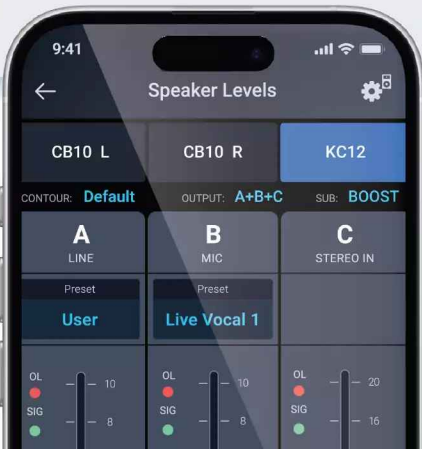 9:41
Speaker Levels
CB10 L CB10 R KC12
CONTOUR: Default OUTPUT: A+B+C SUB: BOOST
A B C
LINE MIC STEREO IN
Preset Preset
User Live Vocal 1
OL 10 OL 10 OL 20
SIG 8 SIG 8 SIG 16